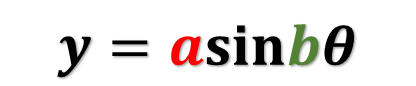 y = asinbθ